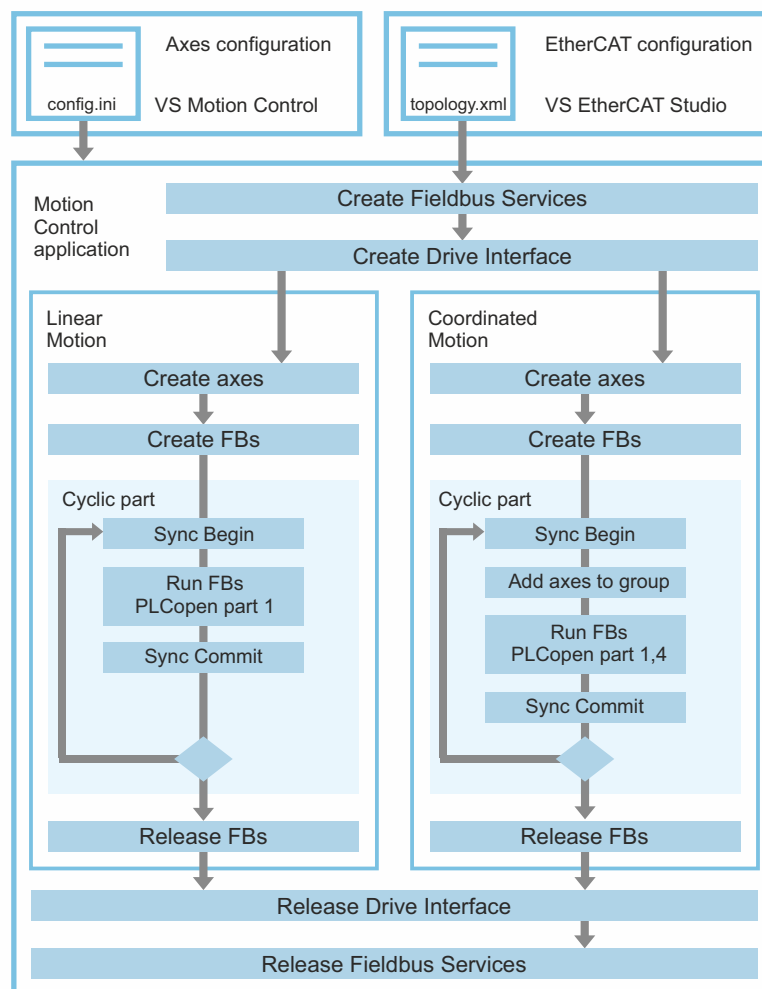 Axes configuration
config.ini
VS Motion Control
EtherCAT configuration
topology.xml
VS EtherCAT Studio
Motion
Control
application
Create Fieldbus Services
Create Drive Interface
Linear
Motion
Create axes
Create FBs
Cyclic part
Sync Begin
Run FBs
PLCopen part 1
Sync Commit
Release FBs
Coordinated
Motion
Create axes
Create FBs
Cyclic part
Sync Begin
Add axes to group
Run FBs
PLCopen part 1,4
Sync Commit
Release FBs
Release Drive Interface
Release Fieldbus Services